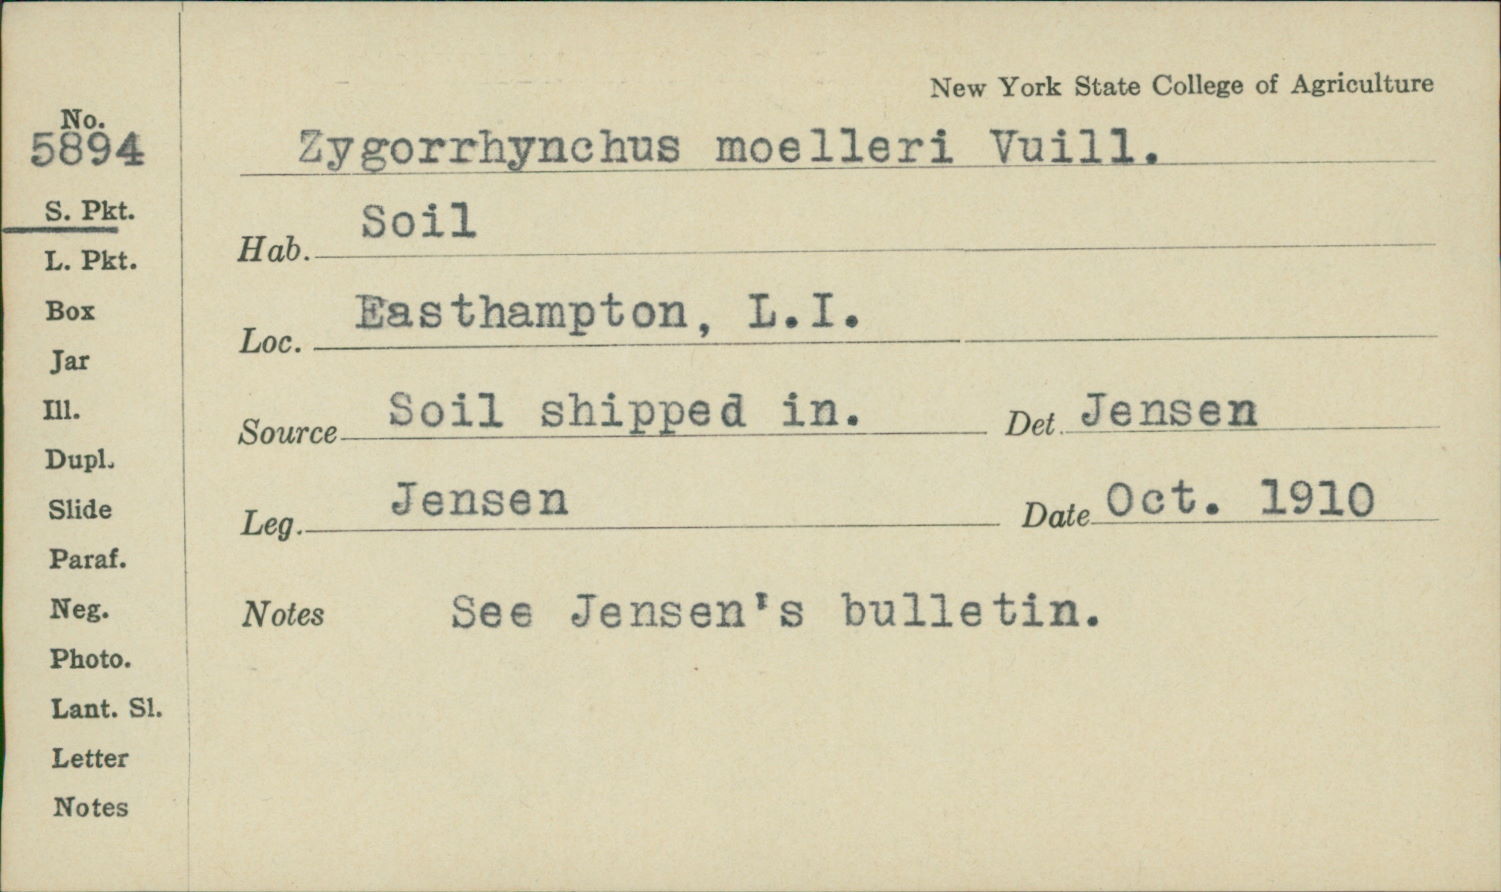 New York State College of Agriculture
No.
5894
S. Pkt.
L. Pkt.
Box
Jar
Ill.
Dupl.
Slide
Paraf.
Neg.
Photo.
Lant. Sl.
Letter
Notes
Zygorrhynchus moelleri Vuill.
Hab. Soil
Loc. Easthampton, L.I.
Source Soil shipped in. Det. Jensen
Leg. Jensen Date Oct. 1910
Notes See Jensen's bulletin.